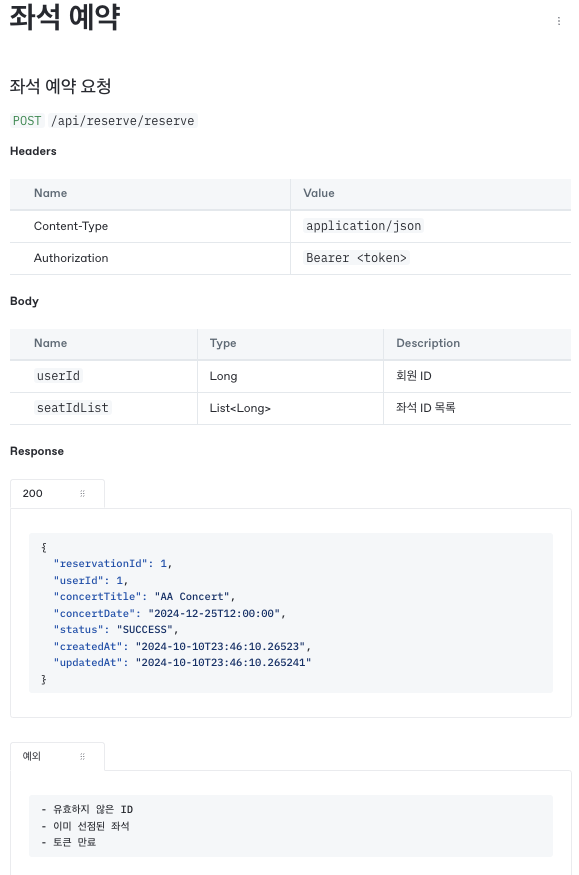 좌석 예약
좌석 예약 요청
POST /api/reserve/reserve
Headers
Name Value
Content-Type application/json
Authorization Bearer <token>
Body
Name Type Description
userId Long 회원 ID
seatIdList List<Long> 좌석 ID 목록
Response
200
{
"reservationId": 1,
"userId": 1,
"concertTitle": "AA Concert",
"concertDate": "2024-12-25T12:00:00",
"status": "SUCCESS",
"createdAt": "2024-10-10T23:46:10.26523",
"updatedAt": "2024-10-10T23:46:10.265241"
}
예외
- 유효하지 않은 ID
- 이미 선점된 좌석
- 토큰 만료